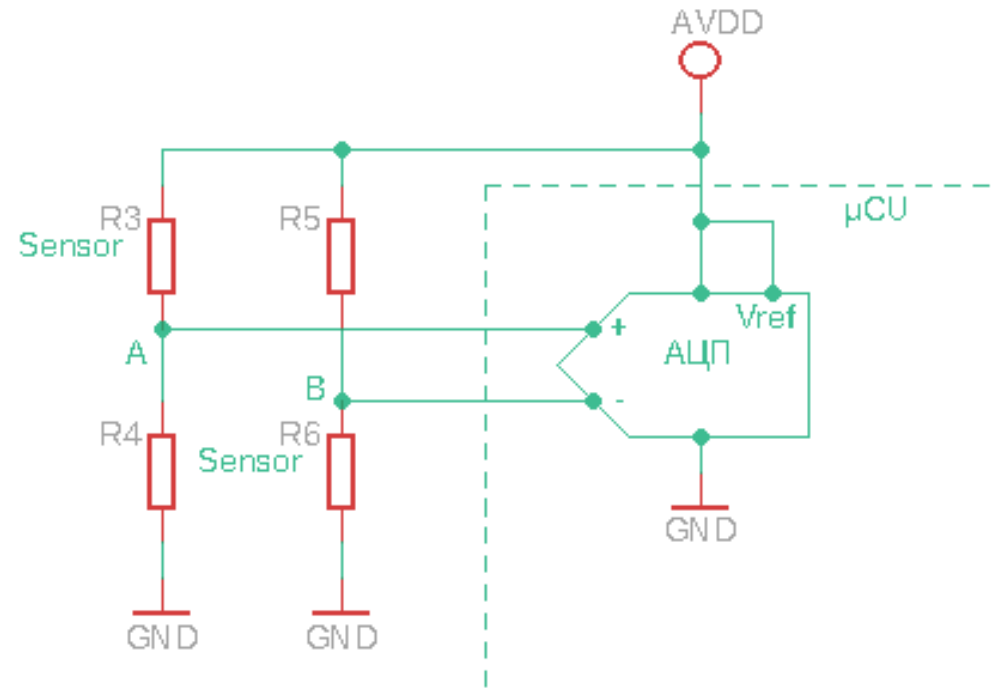 AVDD
µCU
R3
Sensor
R5
Vref
+
АЦП
A
B
-
R4
R6
Sensor
GND
GND
GND